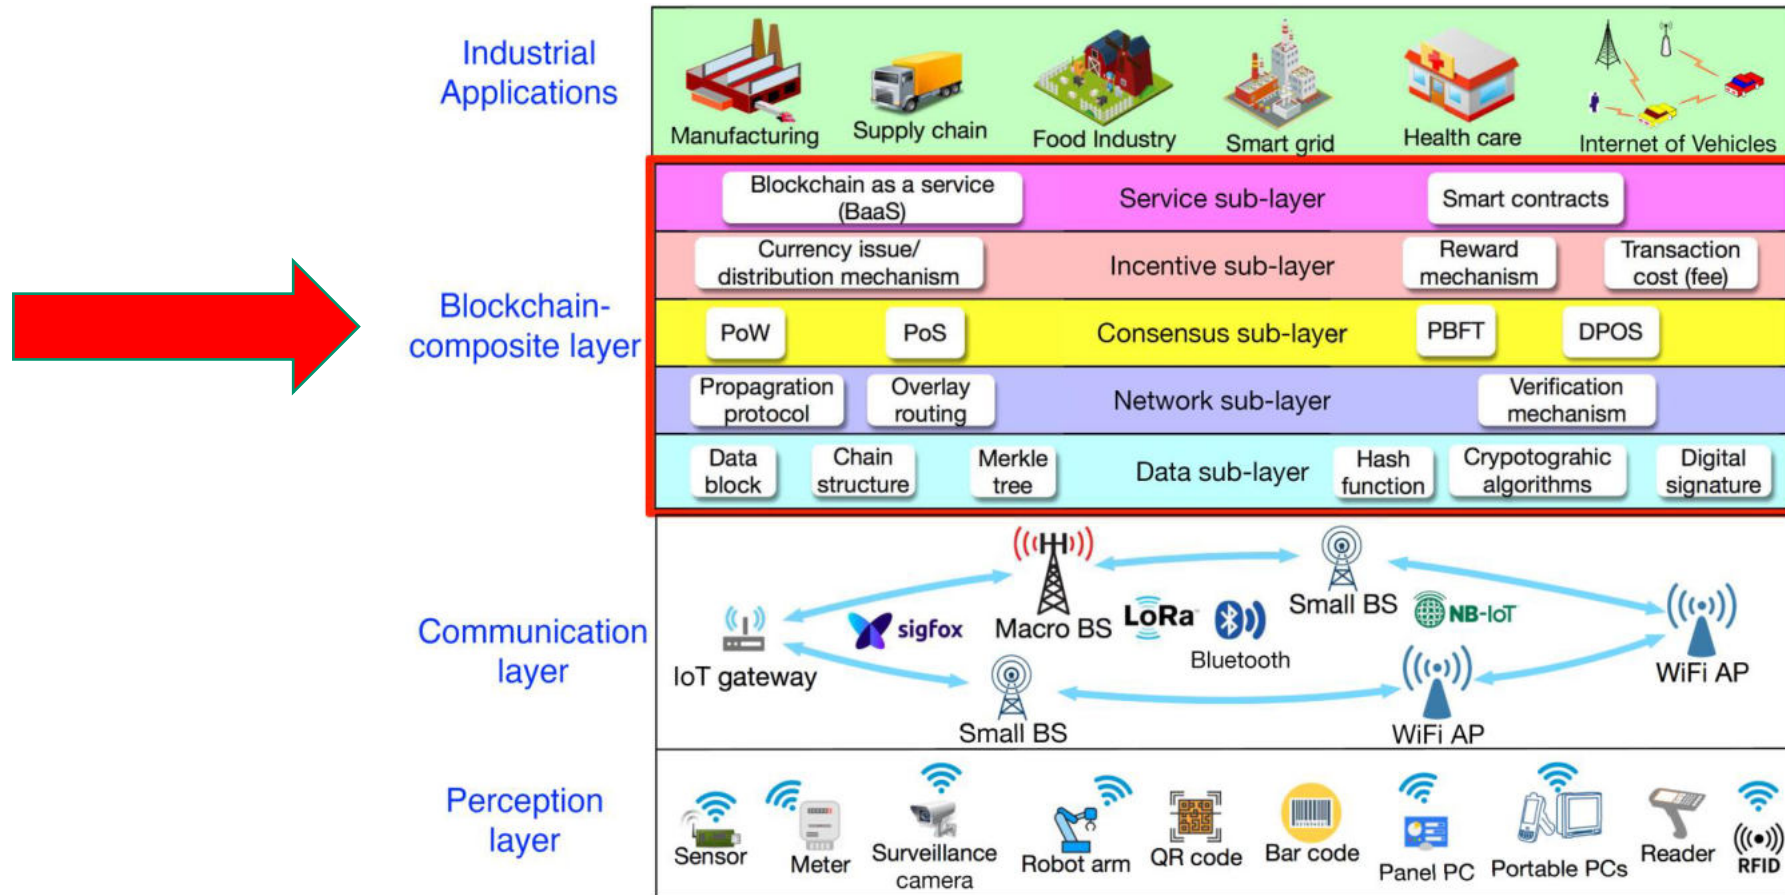 Industrial
Applications
Manufacturing
Supply chain
Food Industry
Smart grid
Health care
Internet of Vehicles
Blockchain-
composite layer
Blockchain as a service
(BaaS)
Service sub-layer
Smart contracts
Currency issue/
distribution mechanism
Incentive sub-layer
Reward
mechanism
Transaction
cost (fee)
PoW
PoS
Consensus sub-layer
PBFT
DPOS
Propagration
protocol
Overlay
routing
Network sub-layer
Verification
mechanism
Data
block
Chain
structure
Merkle
tree
Data sub-layer
Hash
function
Crypotograhic
algorithms
Digital
signature
Communication
layer
IoT gateway
sigfox
Macro BS
LoRa
Bluetooth
Small BS
NB-IoT
WiFi AP
Small BS
WiFi AP
Perception
layer
Sensor
Meter
Surveillance
camera
Robot arm
QR code
Bar code
Panel PC
Portable PCs
Reader
RFID